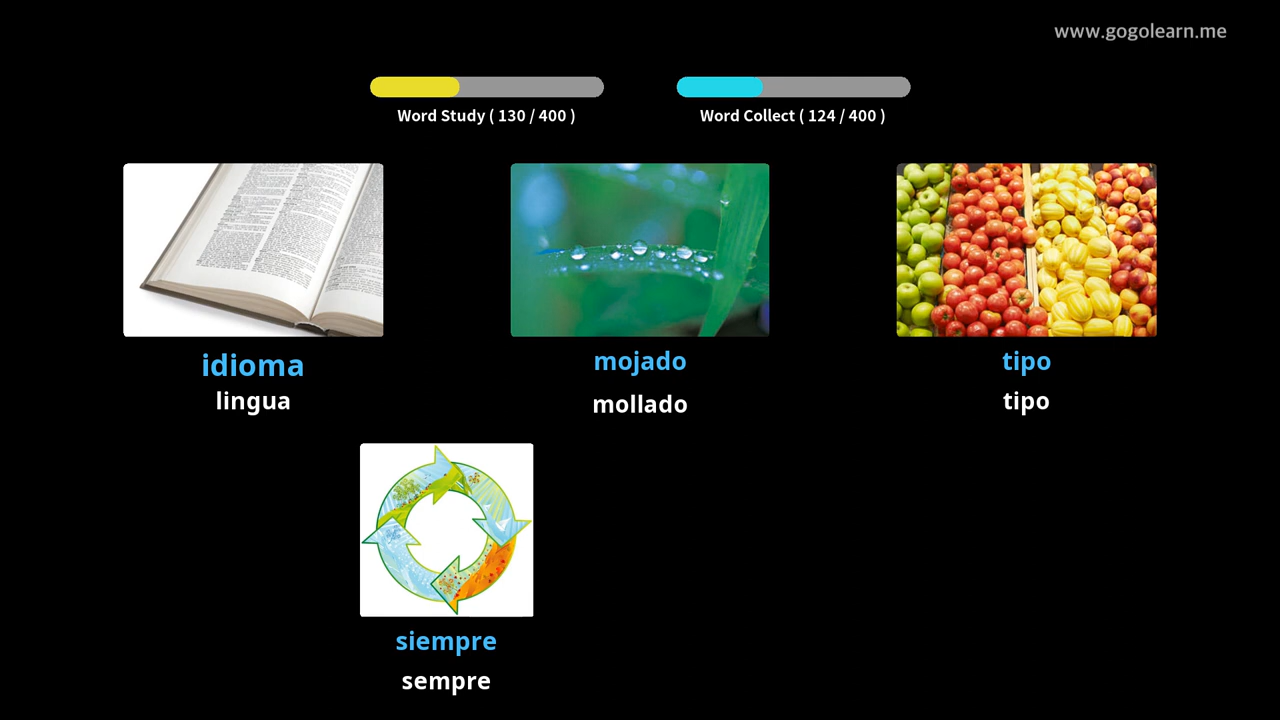 www.gogolearn.me
Word Study ( 130 / 400 )
Word Collect ( 124 / 400 )
idioma
lingua
mojado
mollado
tipo
tipo
siempre
sempre